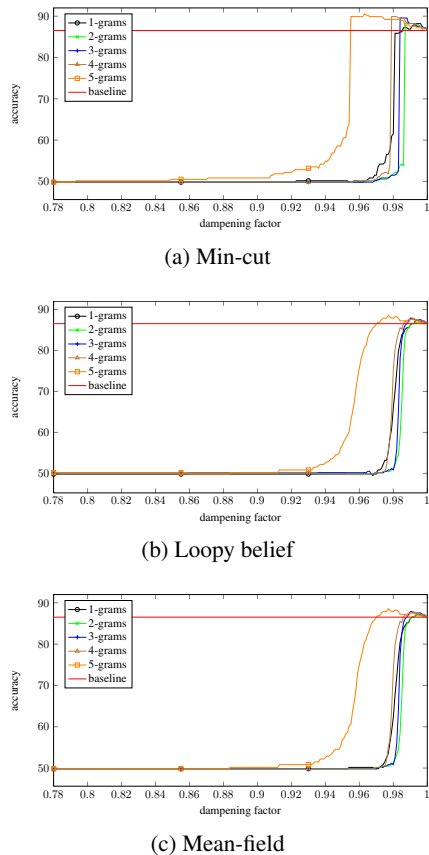 90
80
70
60
50
accuracy
1-grams
2-grams
3-grams
4-grams
5-grams
baseline
0.78 0.8 0.82 0.84 0.86 0.88 0.9 0.92 0.94 0.96 0.98 1
dampening factor
(a) Min-cut
90
80
70
60
50
accuracy
1-grams
2-grams
3-grams
4-grams
5-grams
baseline
0.78 0.8 0.82 0.84 0.86 0.88 0.9 0.92 0.94 0.96 0.98 1
dampening factor
(b) Loopy belief
90
80
70
60
50
accuracy
1-grams
2-grams
3-grams
4-grams
5-grams
baseline
0.78 0.8 0.82 0.84 0.86 0.88 0.9 0.92 0.94 0.96 0.98 1
dampening factor
(c) Mean-field